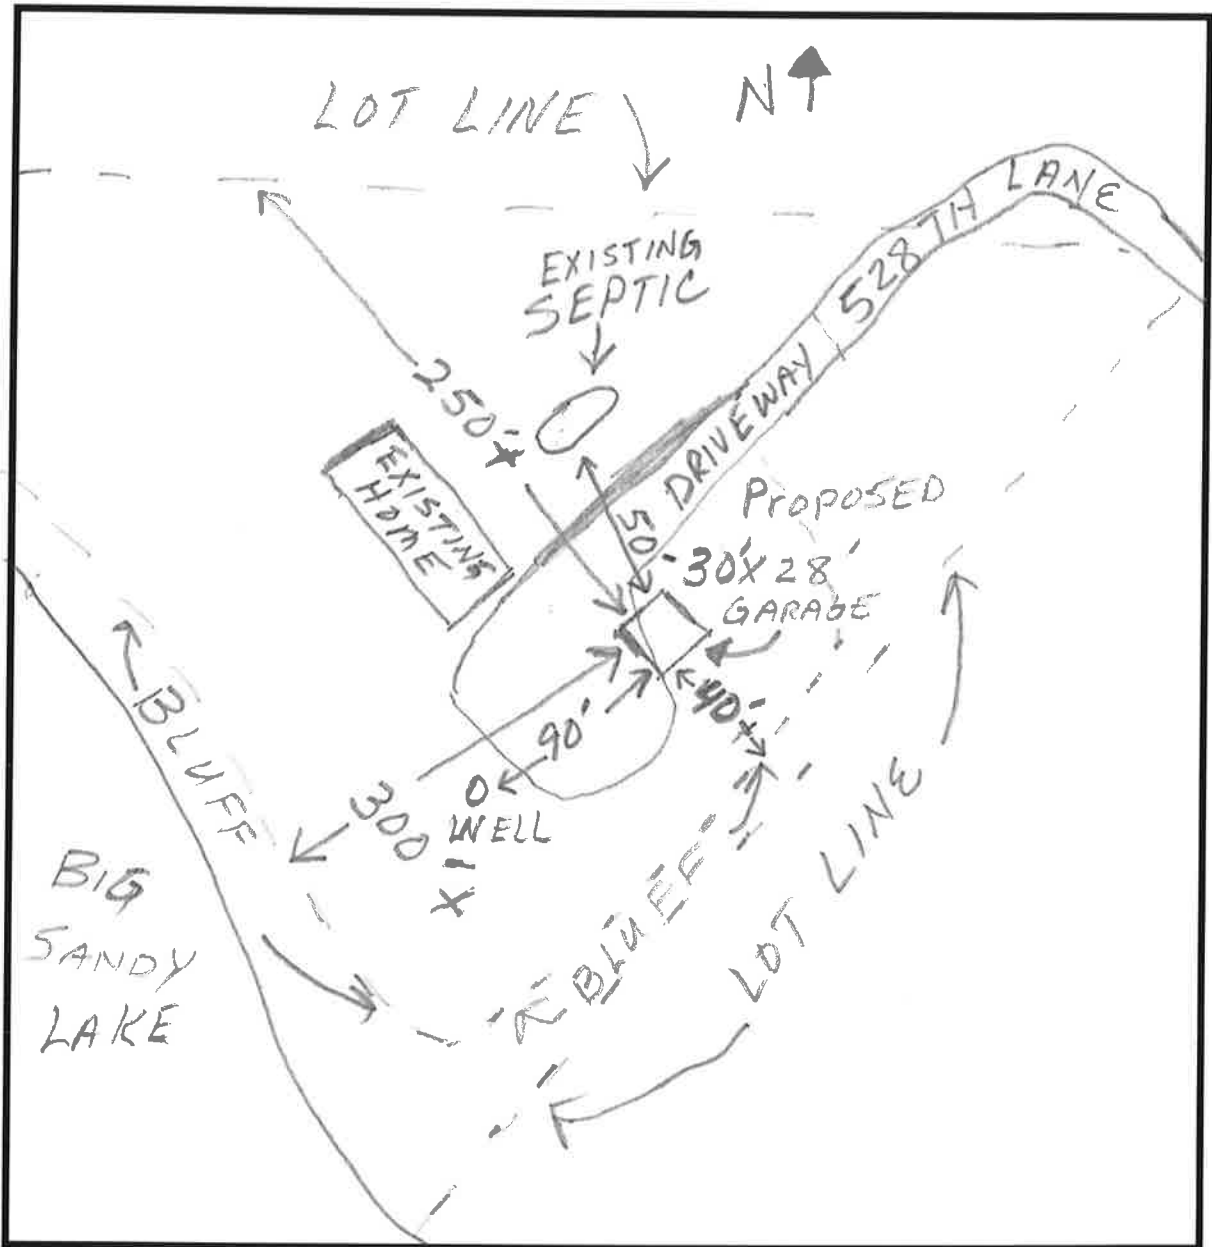 LOT LINE
N
528TH LANE
EXISTING
SEPTIC
250'±
DRIVEWAY
EXISTING
HOME
50'
PROPOSED
30'X28'
GARAGE
40'±
90'
BLUFF
300'±
WELL
BIG
SANDY
LAKE
BLUFF
LOT LINE